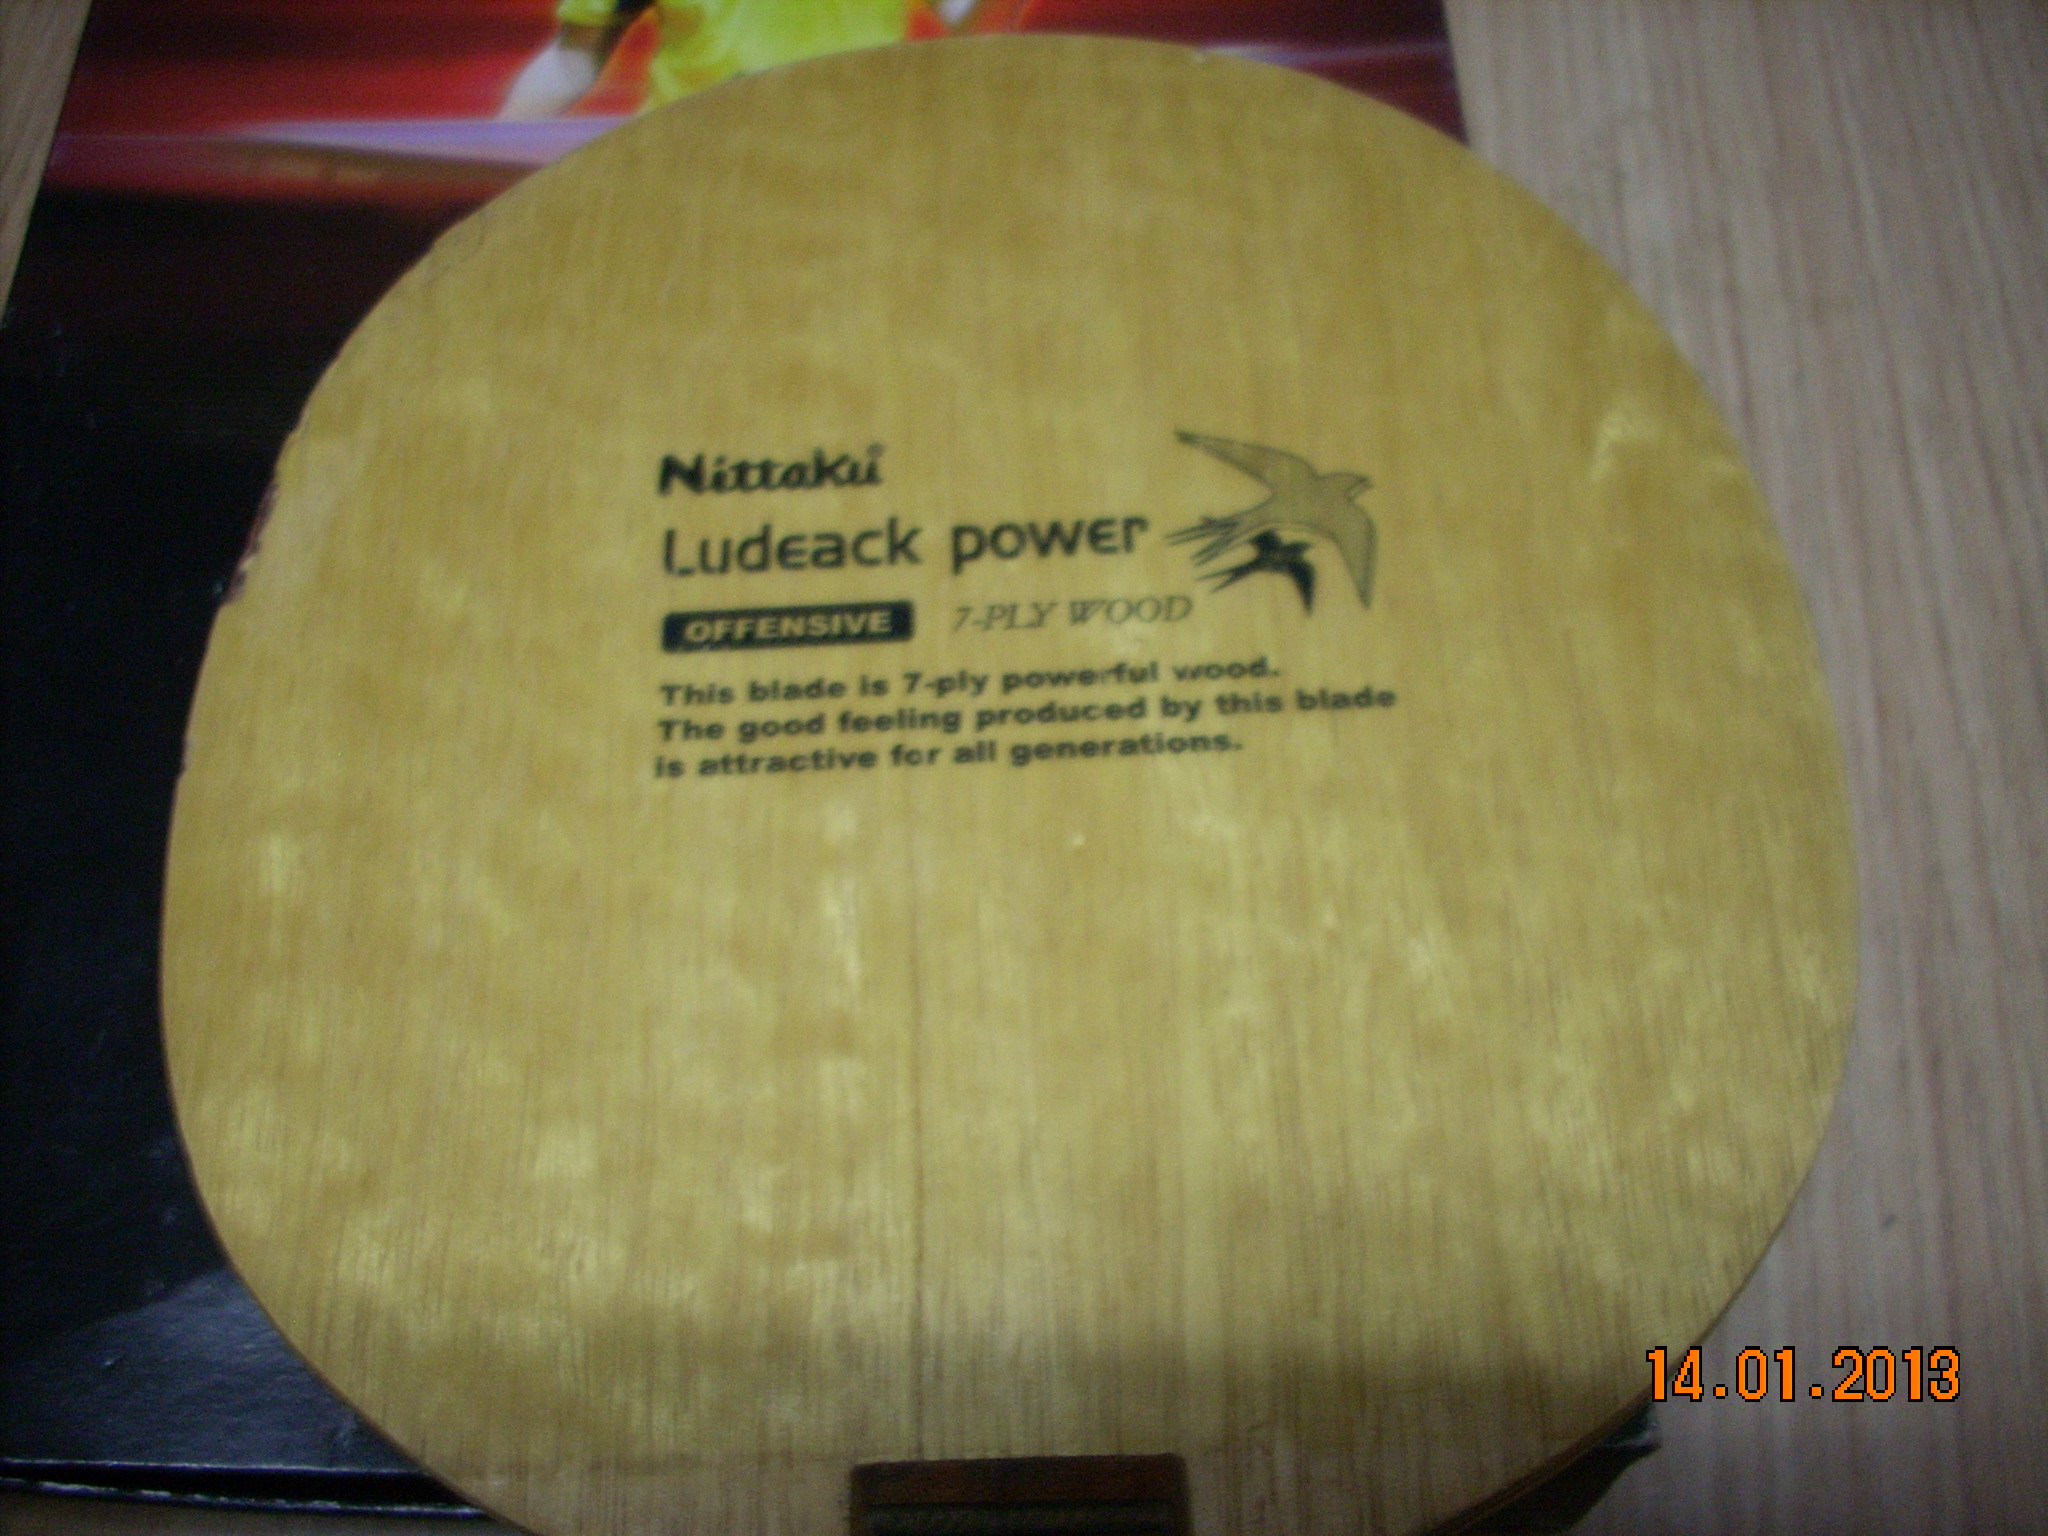 Nittaku
Ludeack power
OFFENSIVE 7-PLY WOOD
This blade is 7-ply powerful wood.
The good feeling produced by this blade
is attractive for all generations.
14.01.2013